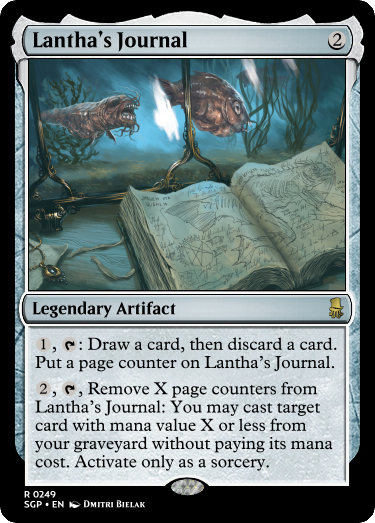 Lantha's Journal 2
Legendary Artifact
1, T: Draw a card, then discard a card.
Put a page counter on Lantha's Journal.
2, T, Remove X page counters from
Lantha's Journal: You may cast target
card with mana value X or less from
your graveyard without paying its mana
cost. Activate only as a sorcery.
R 0249
SGP • EN DMITRI BIELAK